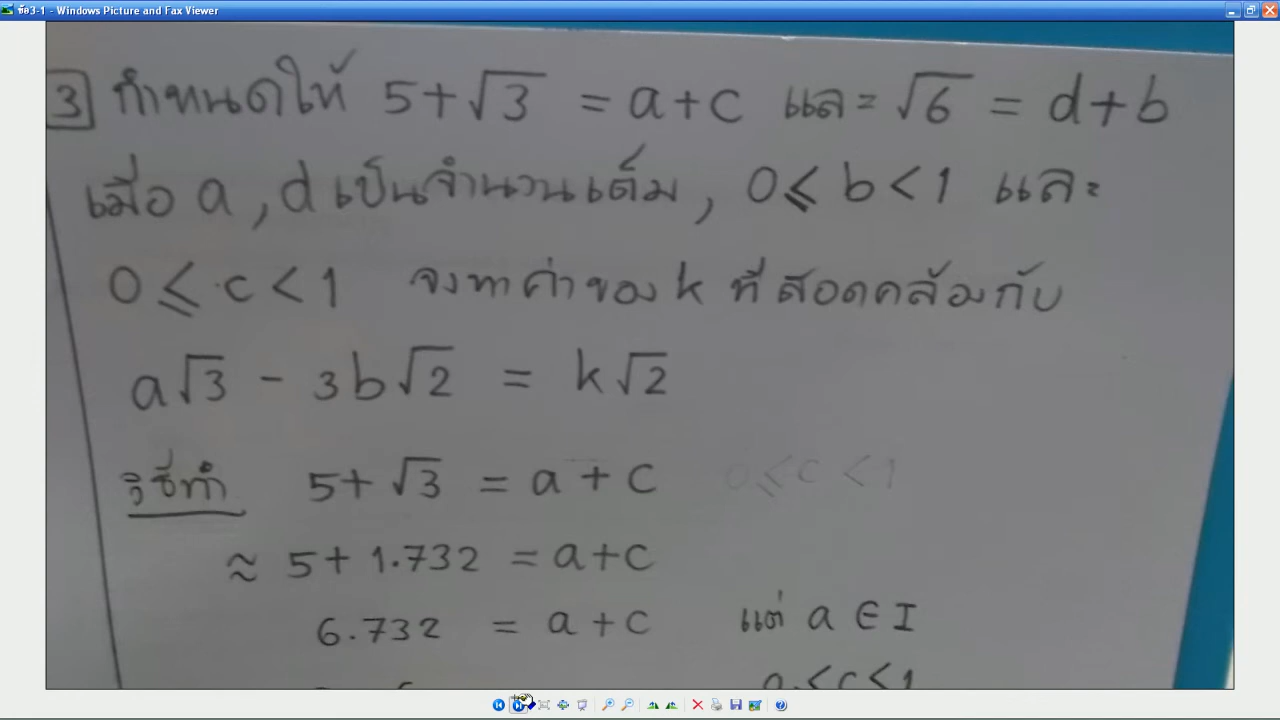 ข้อ3-1 - Windows Picture and Fax Viewer
3 กำหนดให้ 5+√3 = a+c และ √6 = d+b
เมื่อ a, d เป็นจำนวนเต็ม, 0 ≤ b < 1 และ
0 ≤ c < 1 จงหาค่าของ k ที่สอดคล้องกับ
a√3 - 3b√2 = k√2
วิธีทำ 5+√3 = a + c 0 ≤ c < 1
≈ 5+1.732 = a+c
6.732 = a+c แต่ a ∈ I
0 ≤ c < 1